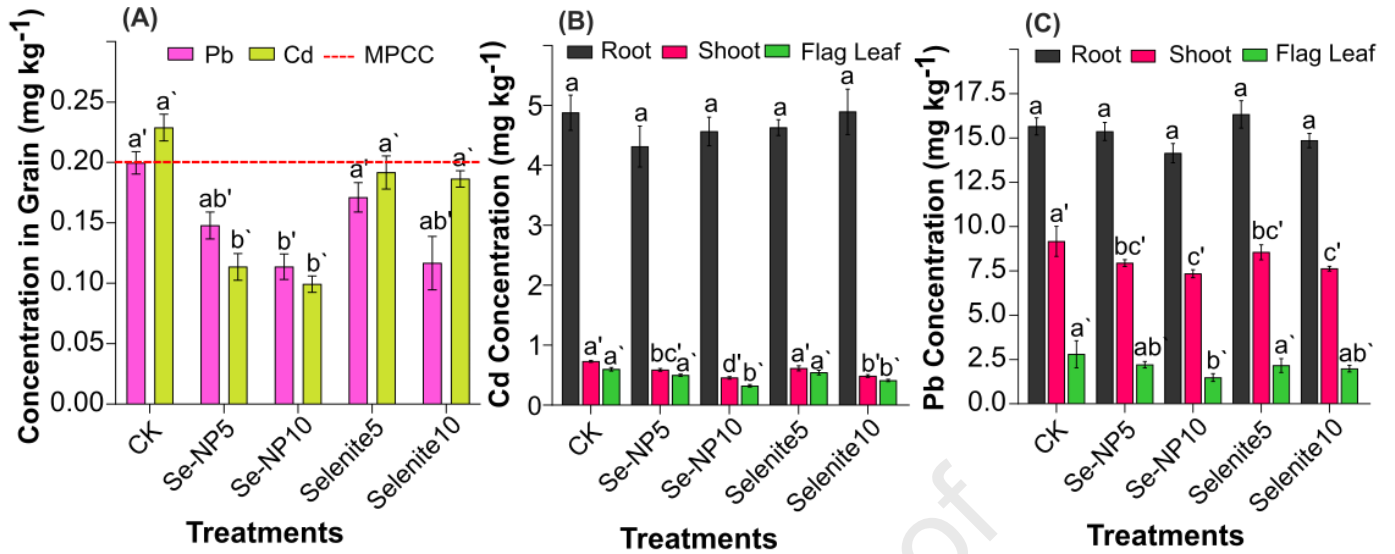 (A)
Pb Cd MPCC
Concentration in Grain (mg kg⁻¹)
0.25
0.20
0.15
0.10
0.05
0.00
a' a`
ab' b`
b' b`
a' a`
ab' a`
CK
Se-NP5
Se-NP10
Selenite5
Selenite10
Treatments
(B)
Root Shoot Flag Leaf
Cd Concentration (mg kg⁻¹)
5
4
3
2
1
0
a a' a`
a bc' a`
a d' b`
a a' a`
a b' b`
CK
Se-NP5
Se-NP10
Selenite5
Selenite10
Treatments
(C)
Root Shoot Flag Leaf
Pb Concentration (mg kg⁻¹)
17.5
15.0
12.5
10.0
7.5
5.0
2.5
0.0
a a' a`
a bc' ab`
a c' b`
a bc' a`
a c' ab`
CK
Se-NP5
Se-NP10
Selenite5
Selenite10
Treatments
of